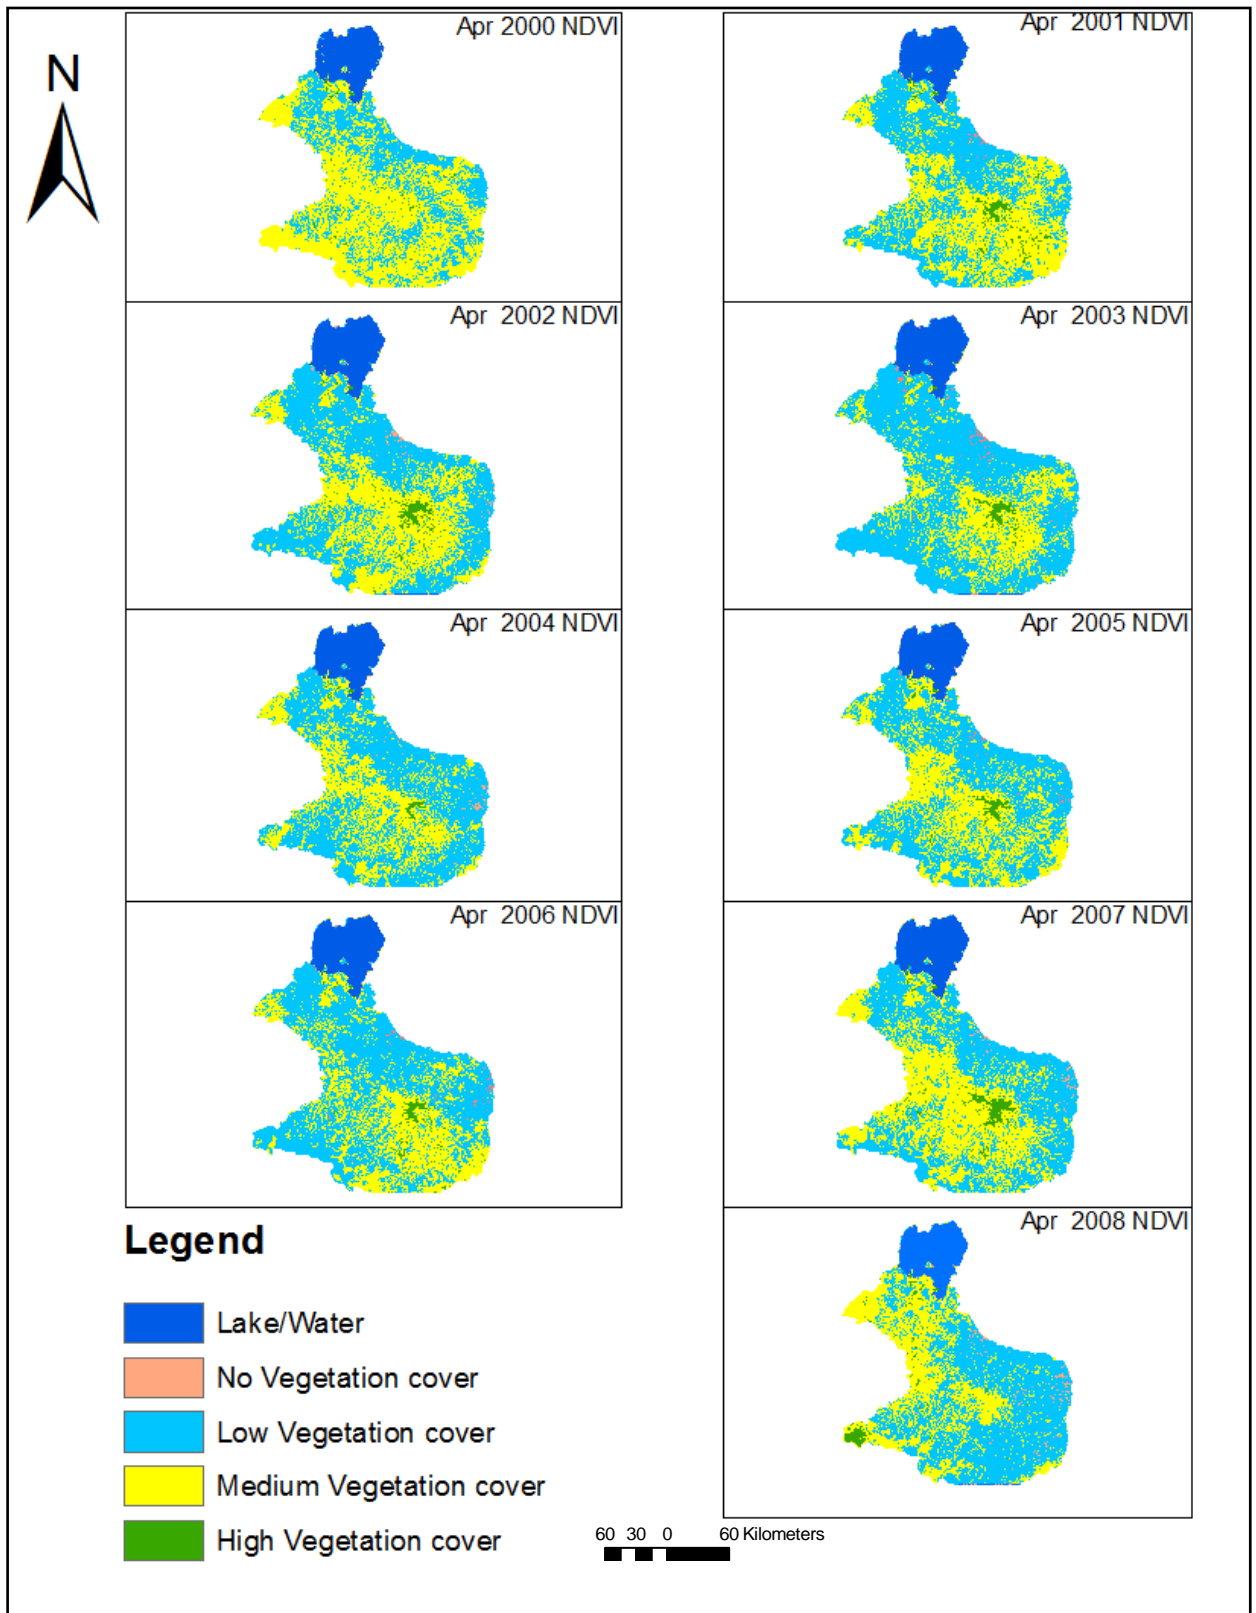 N
Apr 2000 NDVI
Apr 2001 NDVI
Apr 2002 NDVI
Apr 2003 NDVI
Apr 2004 NDVI
Apr 2005 NDVI
Apr 2006 NDVI
Apr 2007 NDVI
Apr 2008 NDVI
Legend
Lake/Water
No Vegetation cover
Low Vegetation cover
Medium Vegetation cover
High Vegetation cover
60 30 0 60 Kilometers